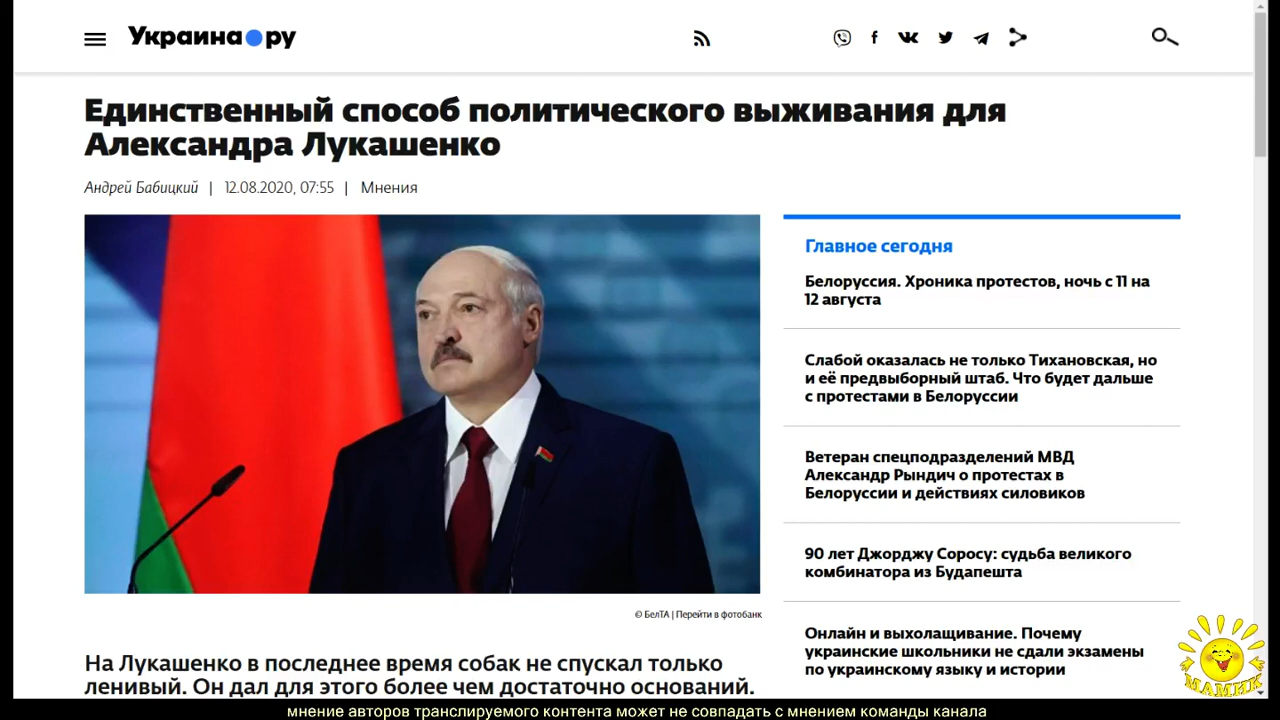 Украина ру
Единственный способ политического выживания для
Александра Лукашенко
Андрей Бабицкий | 12.08.2020, 07:55 | Мнения
© БелТА | Перейти в фотобанк
На Лукашенко в последнее время собак не спускал только
ленивый. Он дал для этого более чем достаточно оснований.
Главное сегодня
Белоруссия. Хроника протестов, ночь с 11 на
12 августа
Слабой оказалась не только Тихановская, но
и её предвыборный штаб. Что будет дальше
с протестами в Белоруссии
Ветеран спецподразделений МВД
Александр Рындич о протестах в
Белоруссии и действиях силовиков
90 лет Джорджу Соросу: судьба великого
комбинатора из Будапешта
Онлайн и выхолащивание. Почему
украинские школьники не сдали экзамены
по украинскому языку и истории
МАМИК
мнение авторов транслируемого контента может не совпадать с мнением команды канала